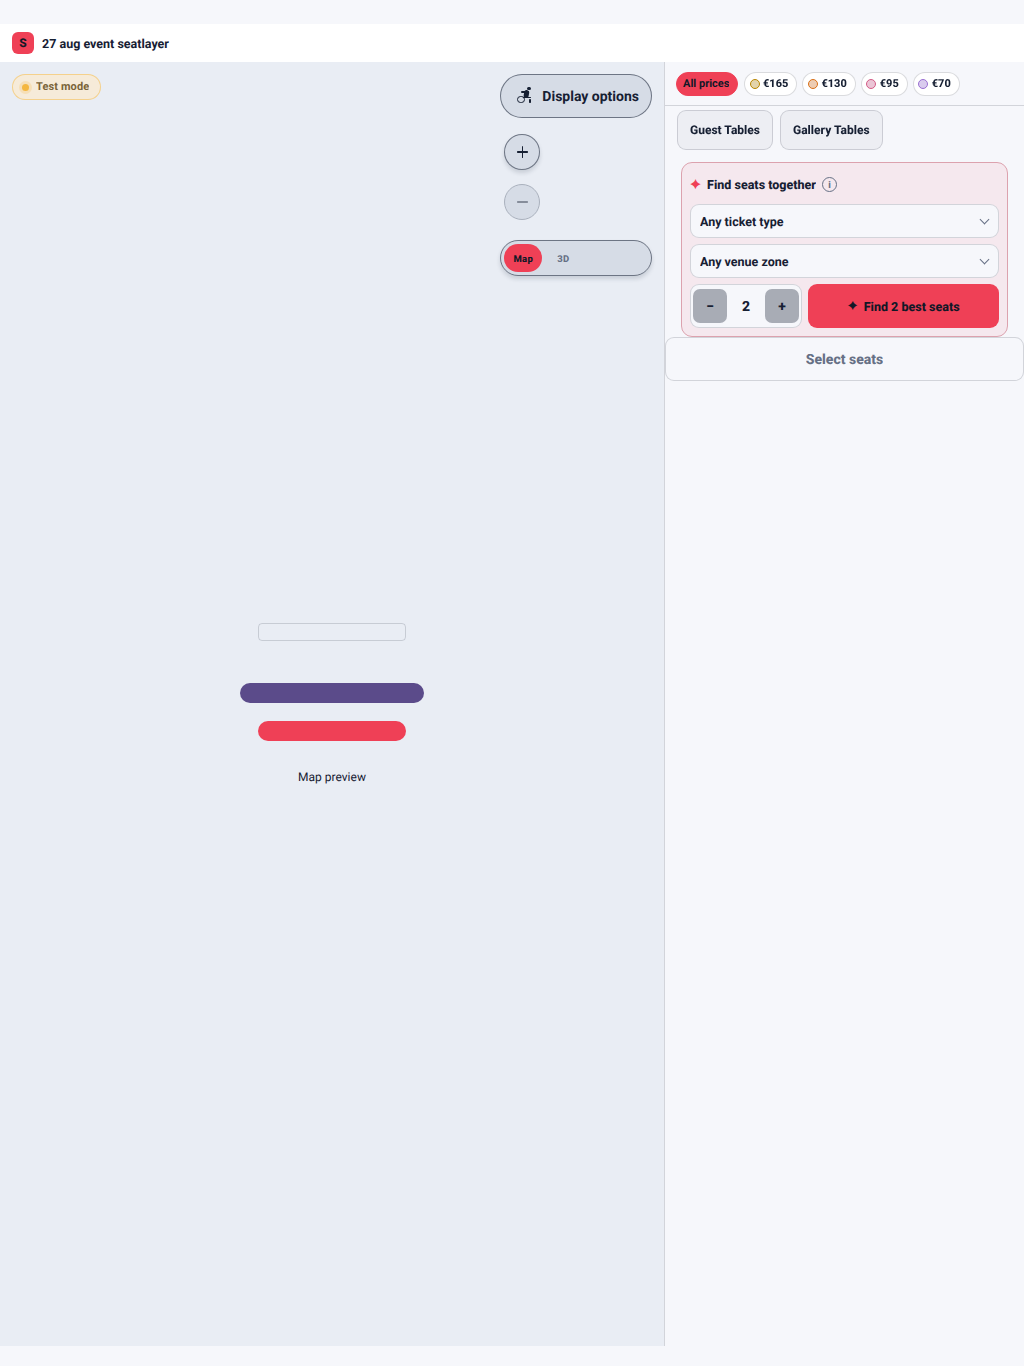 S 27 aug event seatlayer
Test mode
Display options
Map 3D
Map preview
All prices €165 €130 €95 €70
Guest Tables Gallery Tables
Find seats together i
Any ticket type
Any venue zone
− 2 + Find 2 best seats
Select seats